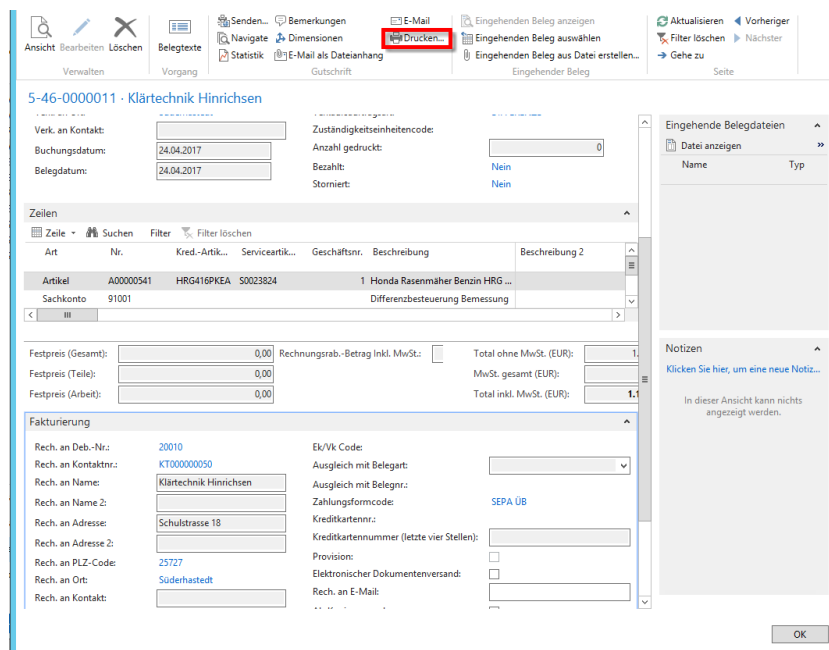 Senden... Bemerkungen E-Mail Eingehenden Beleg anzeigen Aktualisieren Vorheriger
Ansicht Bearbeiten Löschen Belegtexte Navigate Dimensionen Drucken... Eingehenden Beleg auswählen Filter löschen Nächster
Statistik E-Mail als Dateianhang Eingehenden Beleg aus Datei erstellen... Gehe zu
Verwalten Vorgang Gutschrift Eingehender Beleg Seite
5-46-0000011 · Klärtechnik Hinrichsen
Verk. an Kontakt: Zuständigkeitseinheitencode:
Buchungsdatum: 24.04.2017 Anzahl gedruckt: 0
Belegdatum: 24.04.2017 Bezahlt: Nein
Storniert: Nein
Zeilen
Zeile Suchen Filter Filter löschen
Art Nr. Kred.-Artik... Serviceartik... Geschäftsnr. Beschreibung Beschreibung 2
Artikel A00000541 HRG416PKEA S0023824 1 Honda Rasenmäher Benzin HRG ...
Sachkonto 91001 Differenzbesteuerung Bemessung
Festpreis (Gesamt): 0,00 Rechnungsrab.-Betrag Inkl. MwSt.: Total ohne MwSt. (EUR): 1.
Festpreis (Teile): 0,00 MwSt. gesamt (EUR):
Festpreis (Arbeit): 0,00 Total inkl. MwSt. (EUR): 1.1
Fakturierung
Rech. an Deb.-Nr.: 20010 Ek/Vk Code:
Rech. an Kontaktnr.: KT000000050 Ausgleich mit Belegart:
Rech. an Name: Klärtechnik Hinrichsen Ausgleich mit Belegnr.:
Rech. an Name 2: Zahlungsformcode: SEPA ÜB
Rech. an Adresse: Schulstrasse 18 Kreditkartennr.:
Rech. an Adresse 2: Kreditkartennummer (letzte vier Stellen):
Rech. an PLZ-Code: 25727 Provision:
Rech. an Ort: Süderhastedt Elektronischer Dokumentenversand:
Rech. an Kontakt: Rech. an E-Mail:
Eingehende Belegdateien
Datei anzeigen »
Name Typ
Notizen
Klicken Sie hier, um eine neue Notiz...
In dieser Ansicht kann nichts
angezeigt werden.
OK